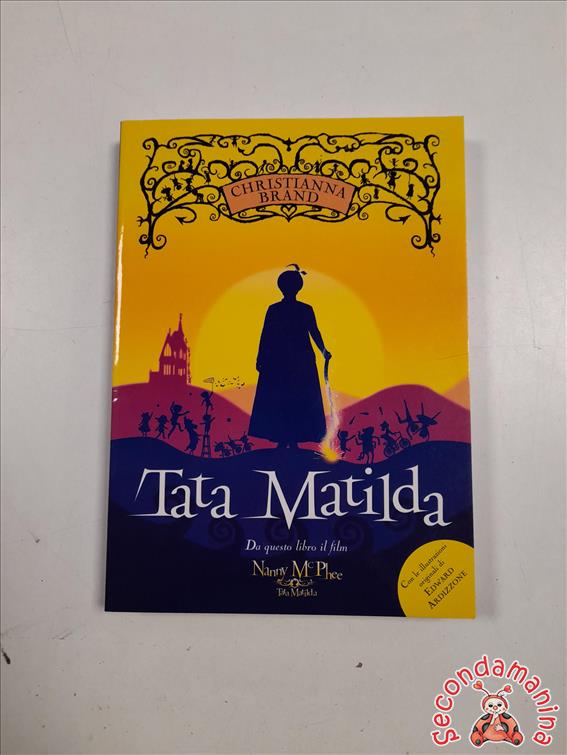 CHRISTIANNA
BRAND
Tata Matilda
Da questo libro il film
Nanny McPhee
Tata Matilda
Con le illustrazioni
originali di
EDWARD
ARDIZZONE
secondamanina